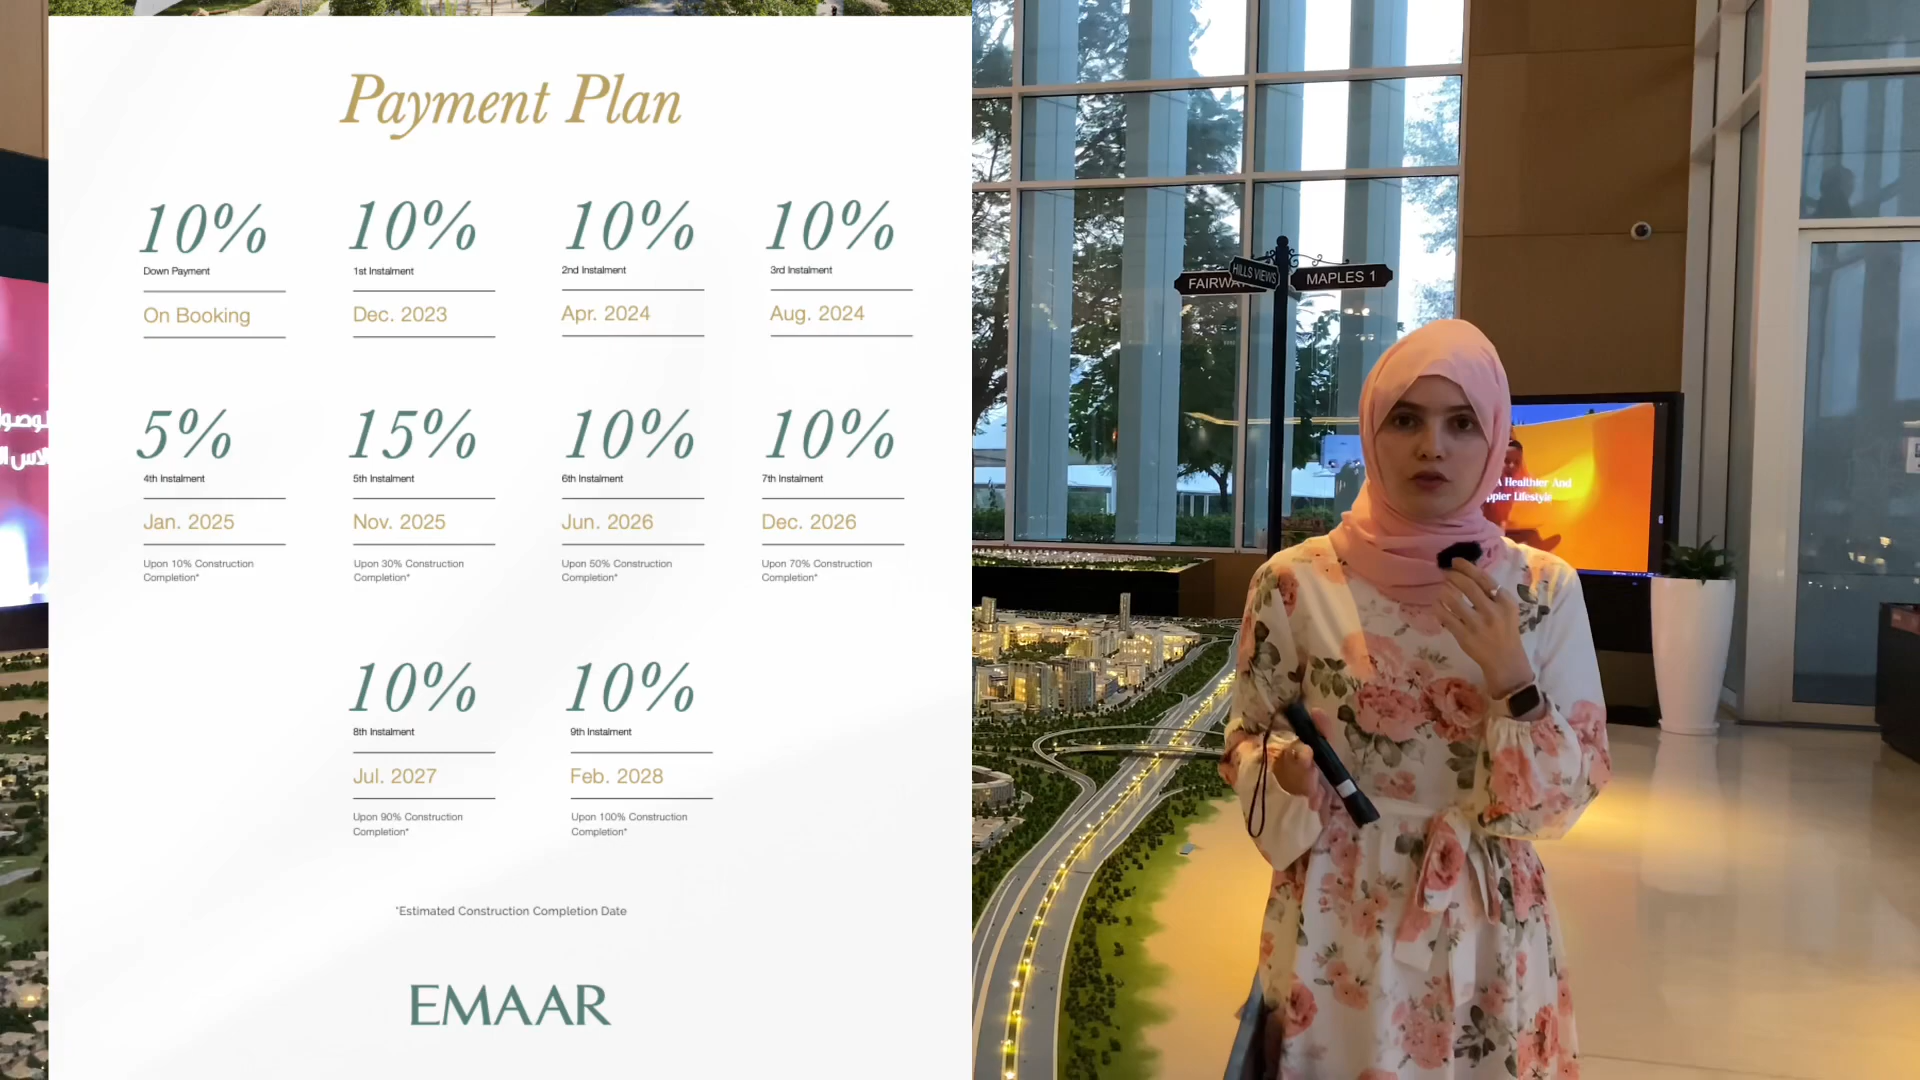 Payment Plan
10% 10% 10% 10%
Down Payment 1st Instalment 2nd Instalment 3rd Instalment
On Booking Dec. 2023 Apr. 2024 Aug. 2024
5% 15% 10% 10%
4th Instalment 5th Instalment 6th Instalment 7th Instalment
Jan. 2025 Nov. 2025 Jun. 2026 Dec. 2026
Upon 10% Construction Upon 30% Construction Upon 50% Construction Upon 70% Construction
Completion* Completion* Completion* Completion*
10% 10%
8th Instalment 9th Instalment
Jul. 2027 Feb. 2028
Upon 90% Construction Upon 100% Construction
Completion* Completion*
*Estimated Construction Completion Date
EMAAR
HILLS VIEWS
MAPLES 1
A Healthier And
Lifestyle